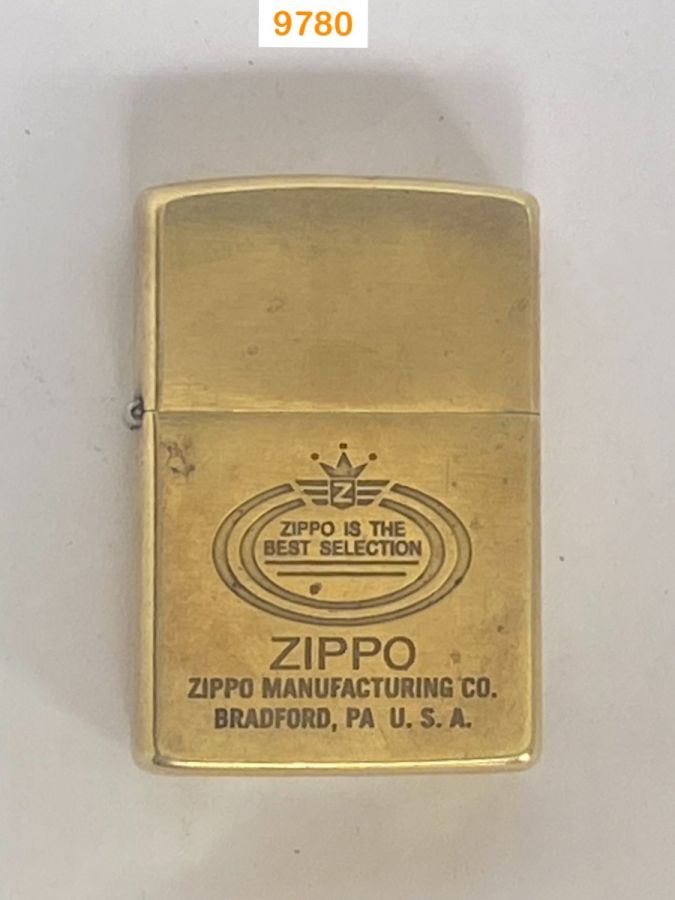 9780
Z
ZIPPO IS THE
BEST SELECTION
ZIPPO
ZIPPO MANUFACTURING CO.
BRADFORD, PA U. S. A.